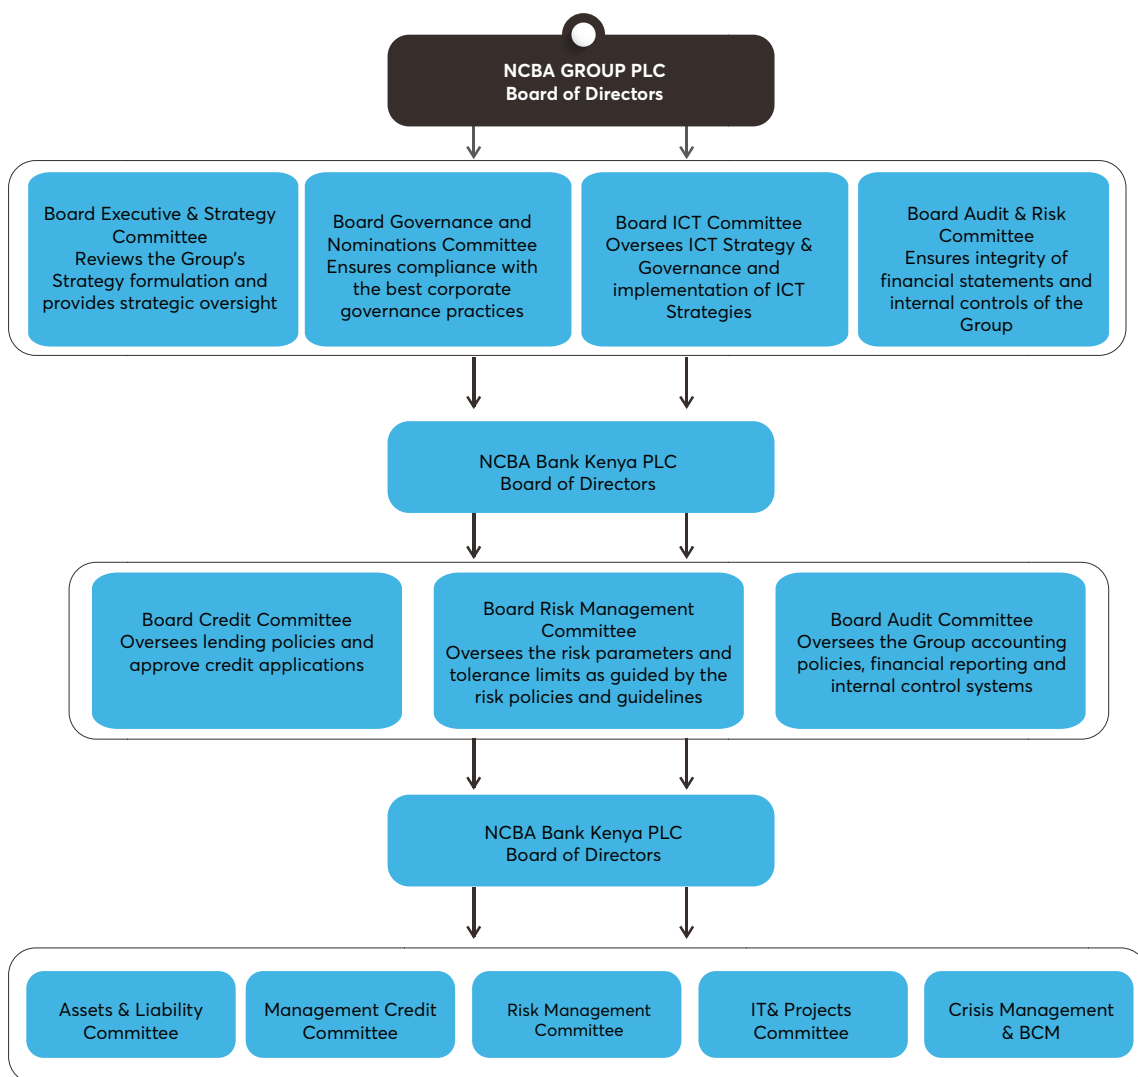 NCBA GROUP PLC
Board of Directors
Board Executive & Strategy
Committee
Reviews the Group's
Strategy formulation and
provides strategic oversight
Board Governance and
Nominations Committee
Ensures compliance with
the best corporate
governance practices
Board ICT Committee
Oversees ICT Strategy &
Governance and
implementation of ICT
Strategies
Board Audit & Risk
Committee
Ensures integrity of
financial statements and
internal controls of the
Group
NCBA Bank Kenya PLC
Board of Directors
Board Credit Committee
Oversees lending policies and
approve credit applications
Board Risk Management
Committee
Oversees the risk parameters and
tolerance limits as guided by the
risk policies and guidelines
Board Audit Committee
Oversees the Group accounting
policies, financial reporting and
internal control systems
NCBA Bank Kenya PLC
Board of Directors
Assets & Liability
Committee
Management Credit
Committee
Risk Management
Committee
IT& Projects
Committee
Crisis Management
& BCM